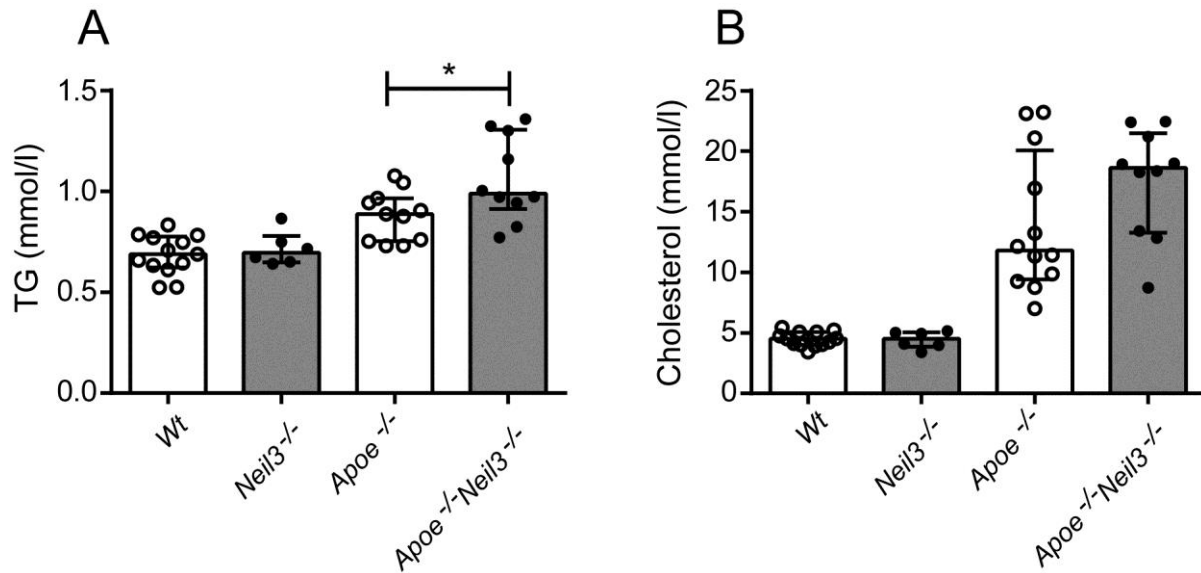 A
TG (mmol/l)
1.5
1.0
0.5
0.0
*
Wt
Neil3-/-
Apoe -/-
Apoe -/-Neil3-/-
B
Cholesterol (mmol/l)
25
20
15
10
5
0
Wt
Neil3-/-
Apoe -/-
Apoe -/-Neil3-/-